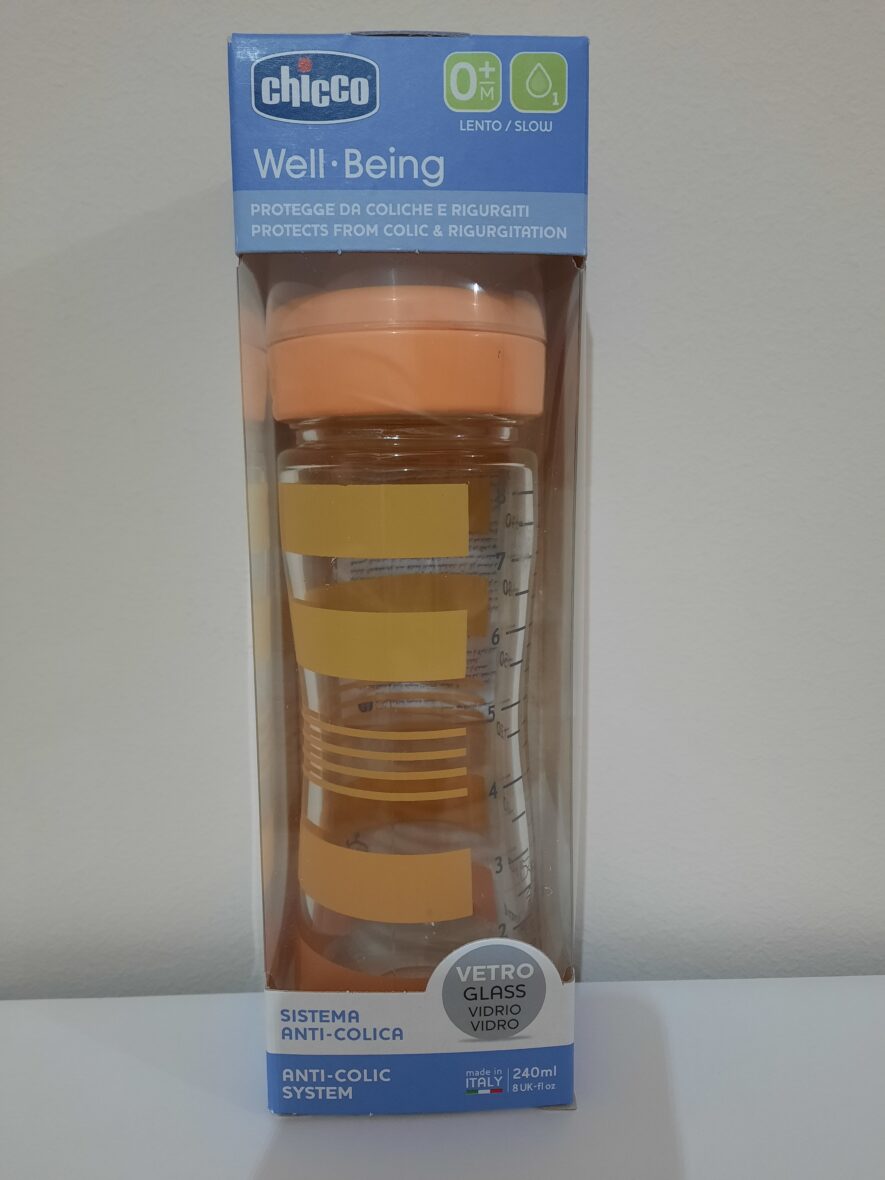 chicco
0+
M
1
LENTO / SLOW
Well·Being
PROTEGGE DA COLICHE E RIGURGITI
PROTECTS FROM COLIC & RIGURGITATION
8
7
6
5
4
3
2
VETRO
GLASS
VIDRIO
VIDRO
SISTEMA
ANTI-COLICA
ANTI-COLIC
SYSTEM
made in
ITALY
240ml
8 UK-fl oz